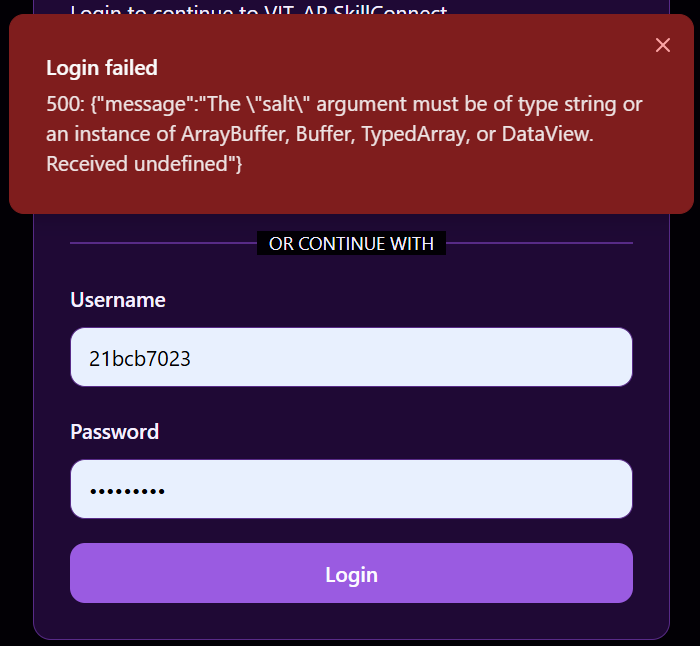 Login to continue to VIT-AP SkillConnect
Login failed
500: {"message":"The \"salt\" argument must be of type string or
an instance of ArrayBuffer, Buffer, TypedArray, or DataView.
Received undefined"}
OR CONTINUE WITH
Username
21bcb7023
Password
•••••••••
Login